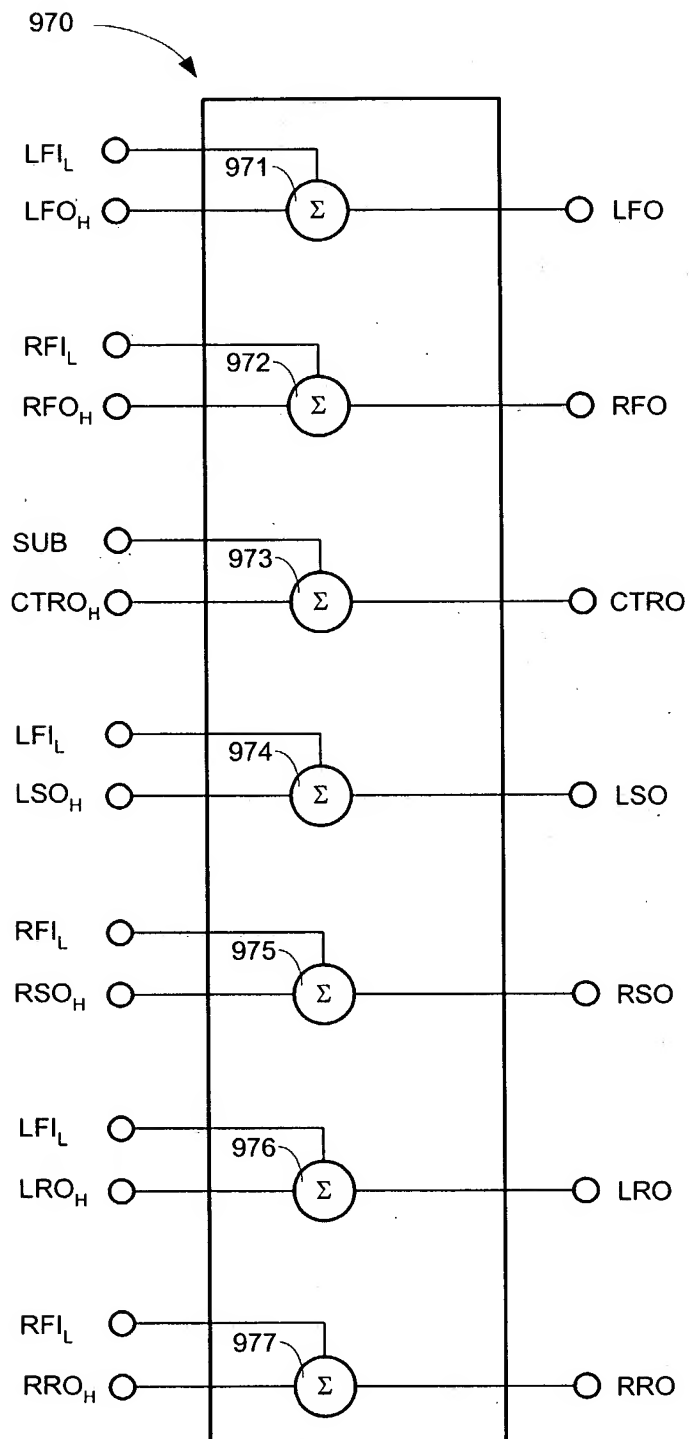 970
LFI_L
971
LFO_H Σ LFO
RFI_L
972
RFO_H Σ RFO
SUB
973
CTRO_H Σ CTRO
LFI_L
974
LSO_H Σ LSO
RFI_L
975
RSO_H Σ RSO
LFI_L
976
LRO_H Σ LRO
RFI_L
977
RRO_H Σ RRO